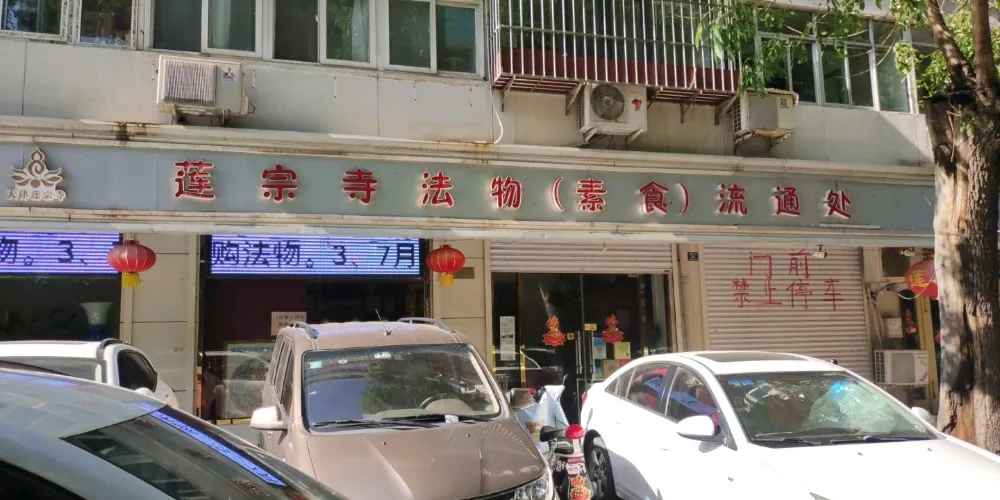 莲宗寺法物(素食)流通处
天津莲宗寺
物。3、
购法物。3、7月
门前
禁止停车